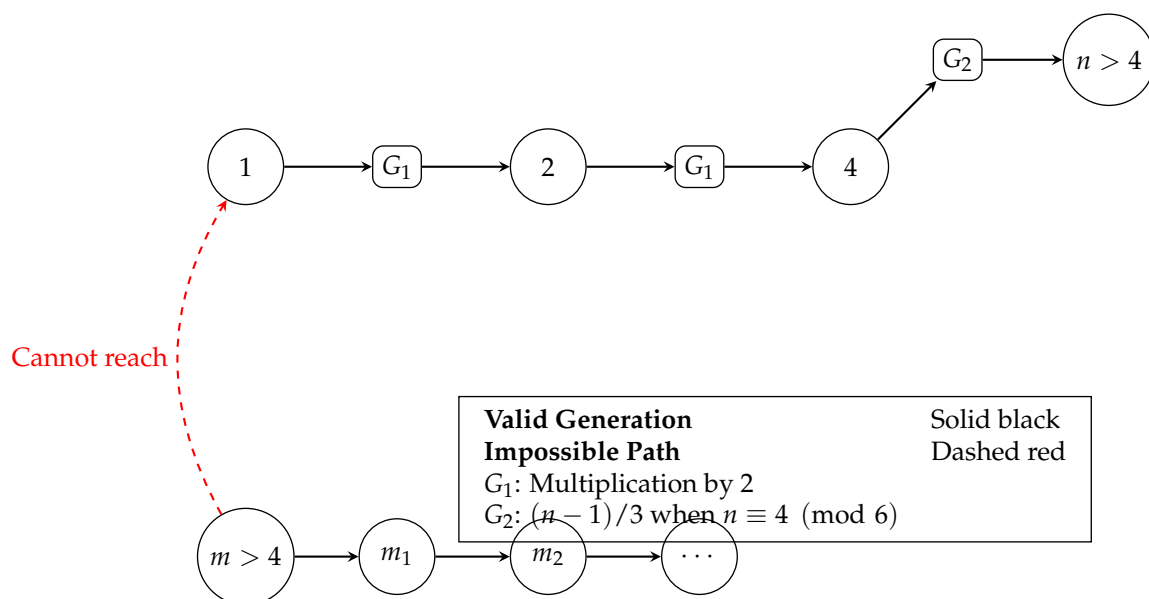 G₂
n > 4
1
G₁
2
G₁
4
Cannot reach
Valid Generation Solid black
Impossible Path Dashed red
G₁: Multiplication by 2
G₂: (n − 1)/3 when n ≡ 4 (mod 6)
m > 4
m₁
m₂
⋯